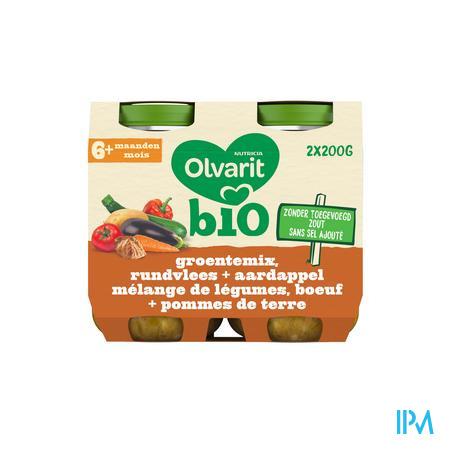 6+ maanden
mois
NUTRICIA
Olvarit
bio
2X200G
ZONDER TOEGEVOEGD
ZOUT
SANS SEL AJOUTÉ
groentemix,
rundvlees + aardappel
mélange de légumes, boeuf
+ pommes de terre
IPM